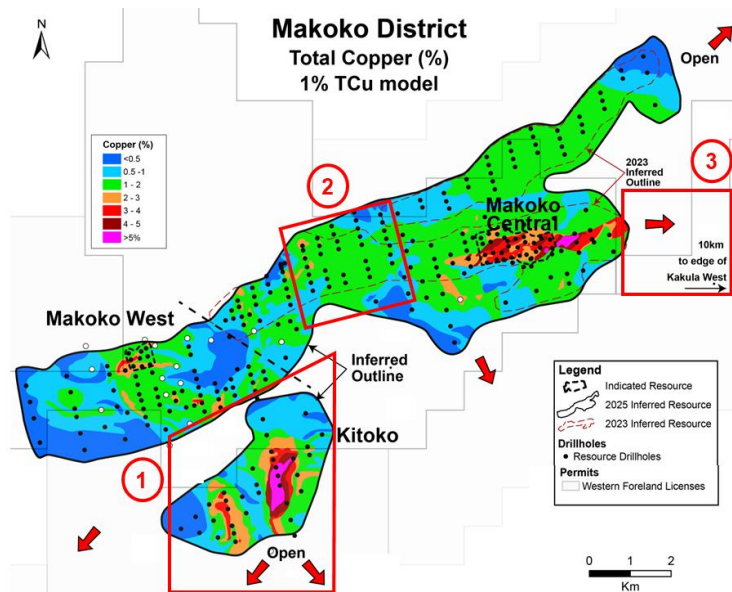 Makoko District
Total Copper (%)
1% TCu model
N
Open
Copper (%)
<0.5
0.5 -1
1 - 2
2 - 3
3 - 4
4 - 5
>5%
2023
Inferred
Outline
3
2
Makoko
Central
10km
to edge of
Kakula West
Makoko West
Inferred
Outline
Kitoko
1
Open
Legend
Indicated Resource
2025 Inferred Resource
2023 Inferred Resource
Drillholes
Resource Drillholes
Permits
Western Foreland Licenses
0 1 2
Km